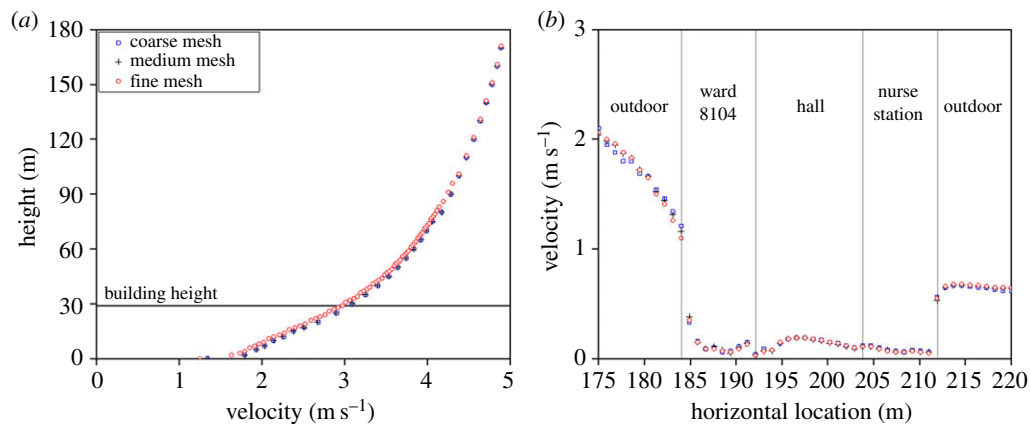 (a)
180
150
120
90
60
30
0
height (m)
coarse mesh
medium mesh
fine mesh
building height
0 1 2 3 4 5
velocity (m s⁻¹)
(b)
3
2
1
0
velocity (m s⁻¹)
outdoor
ward
8104
hall
nurse
station
outdoor
175 180 185 190 195 200 205 210 215 220
horizontal location (m)